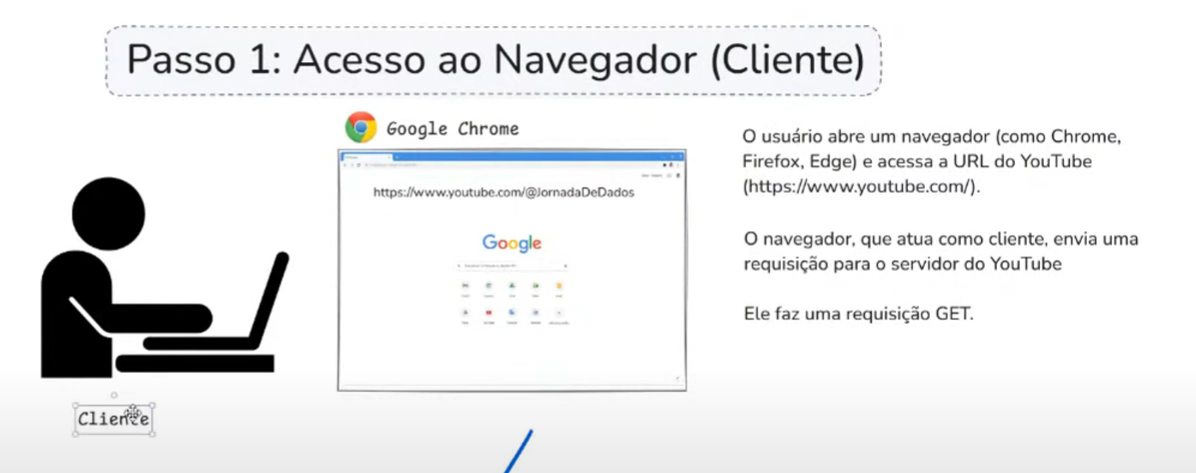 Passo 1: Acesso ao Navegador (Cliente)
Google Chrome
https://www.youtube.com/@JornadaDeDados
Google
O usuário abre um navegador (como Chrome,
Firefox, Edge) e acessa a URL do YouTube
(https://www.youtube.com/).
O navegador, que atua como cliente, envia uma
requisição para o servidor do YouTube
Ele faz uma requisição GET.
Cliente